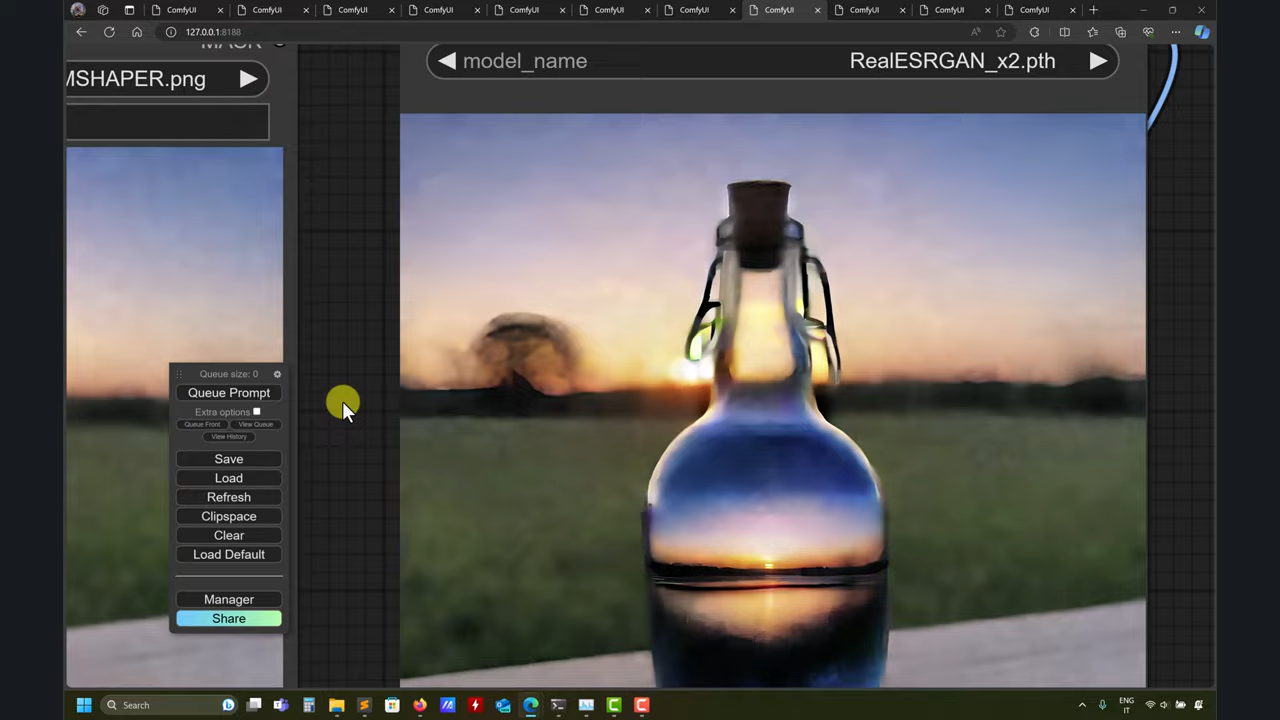 ComfyUI ComfyUI ComfyUI ComfyUI ComfyUI ComfyUI ComfyUI ComfyUI ComfyUI ComfyUI ComfyUI
127.0.0.1:8188
MASK
MSHAPER.png
model_name RealESRGAN_x2.pth
Queue size: 0
Queue Prompt
Extra options
Queue Front View Queue
View History
Save
Load
Refresh
Clipspace
Clear
Load Default
Manager
Share
Search
ENG
IT